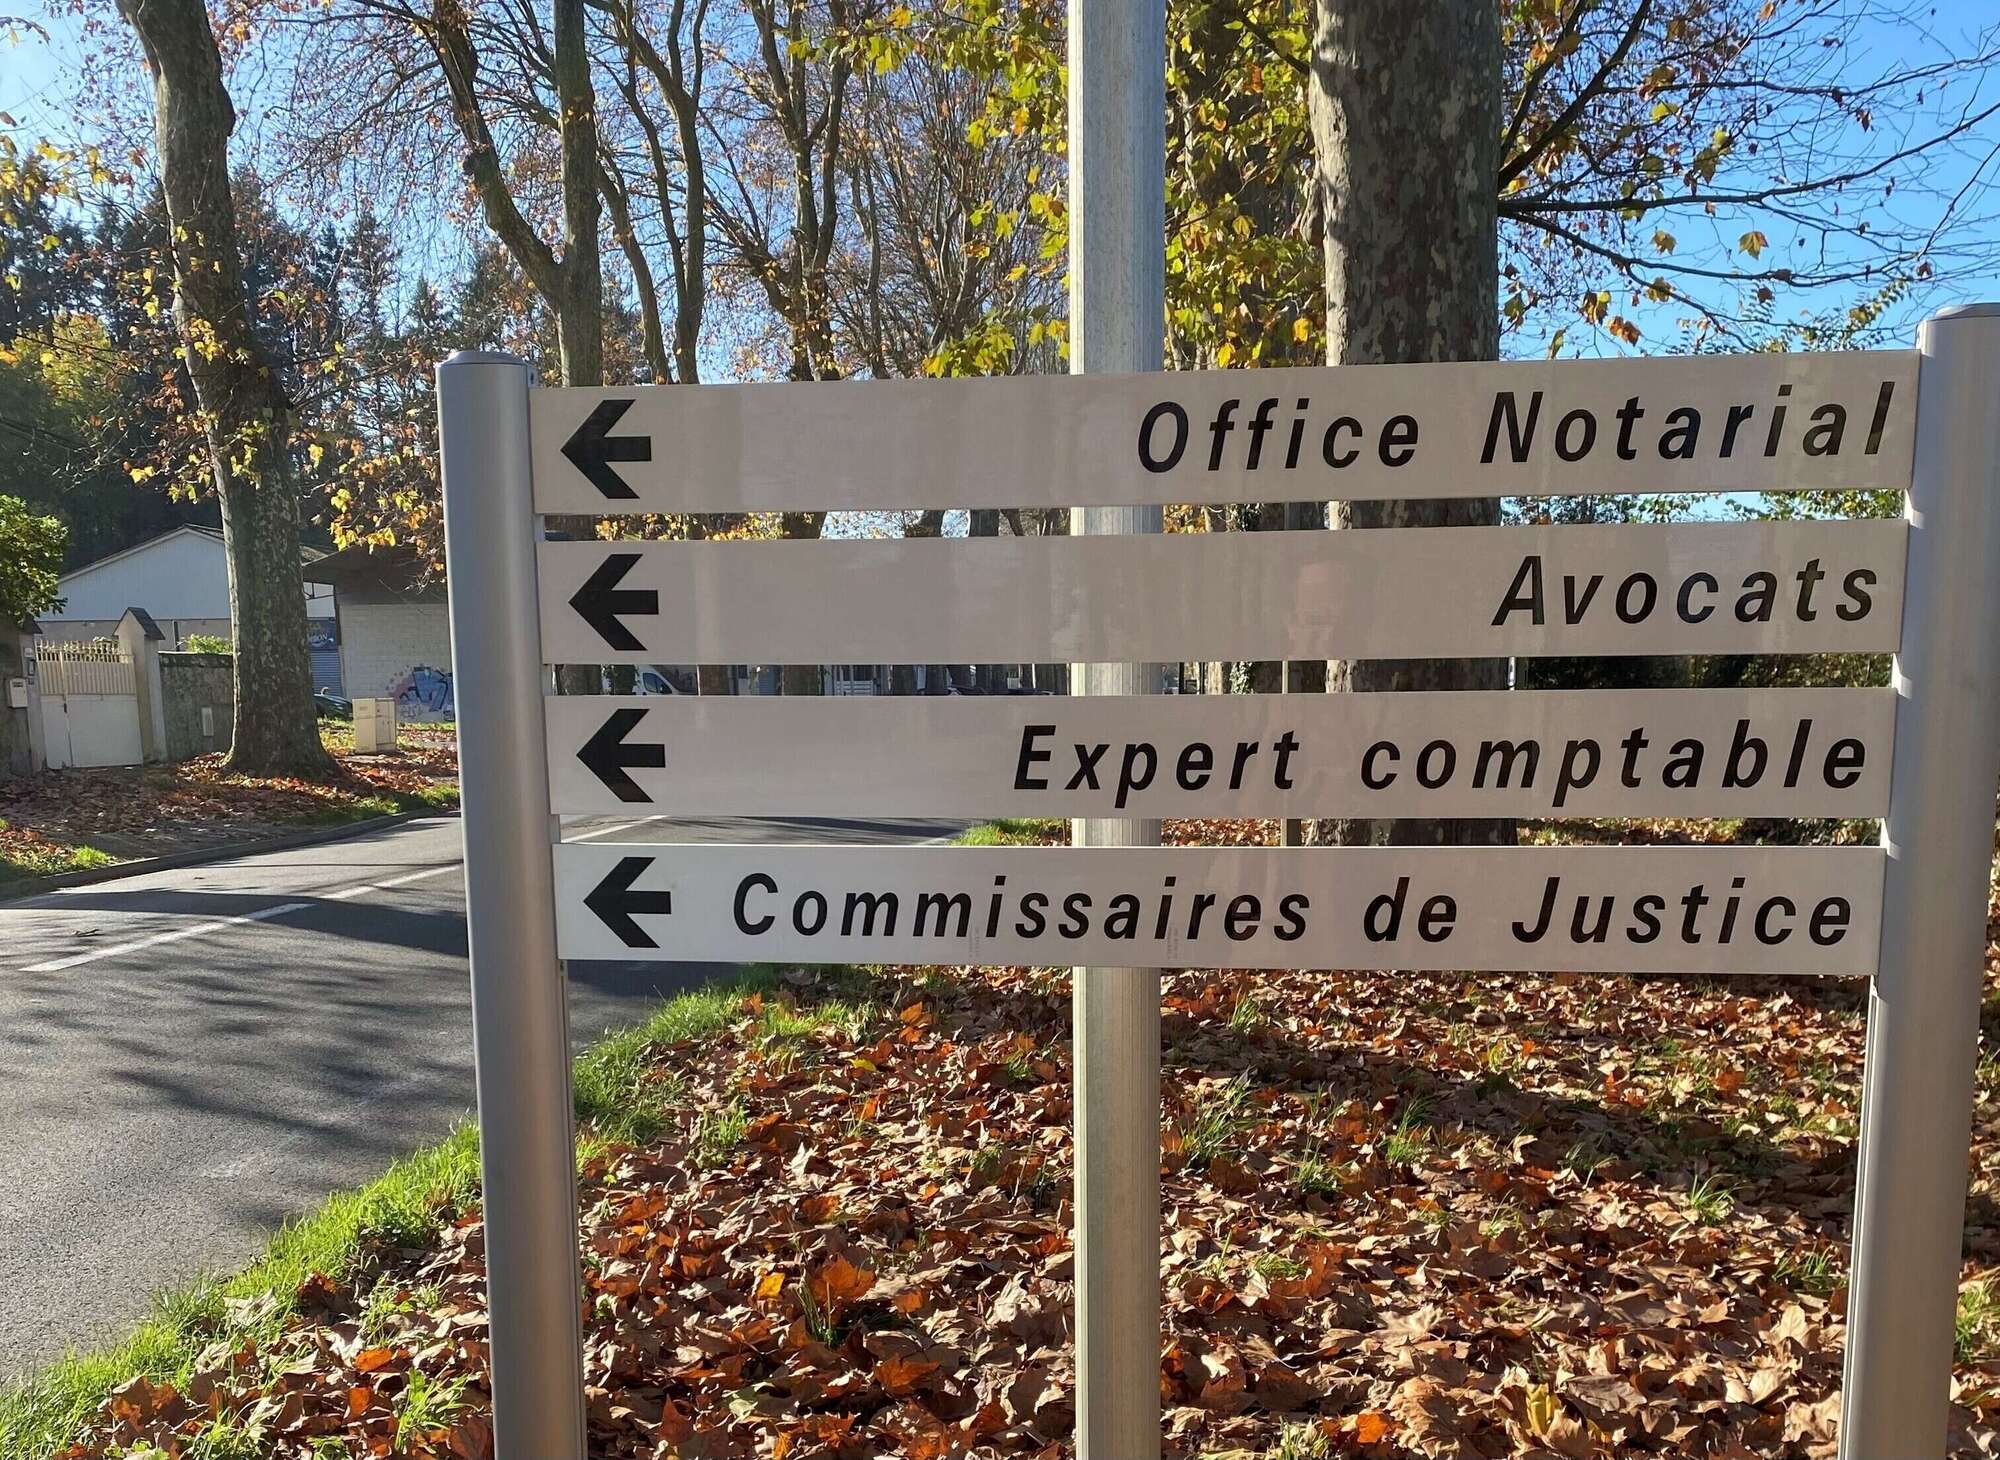 Office Notarial
Avocats
Expert comptable
Commissaires de Justice